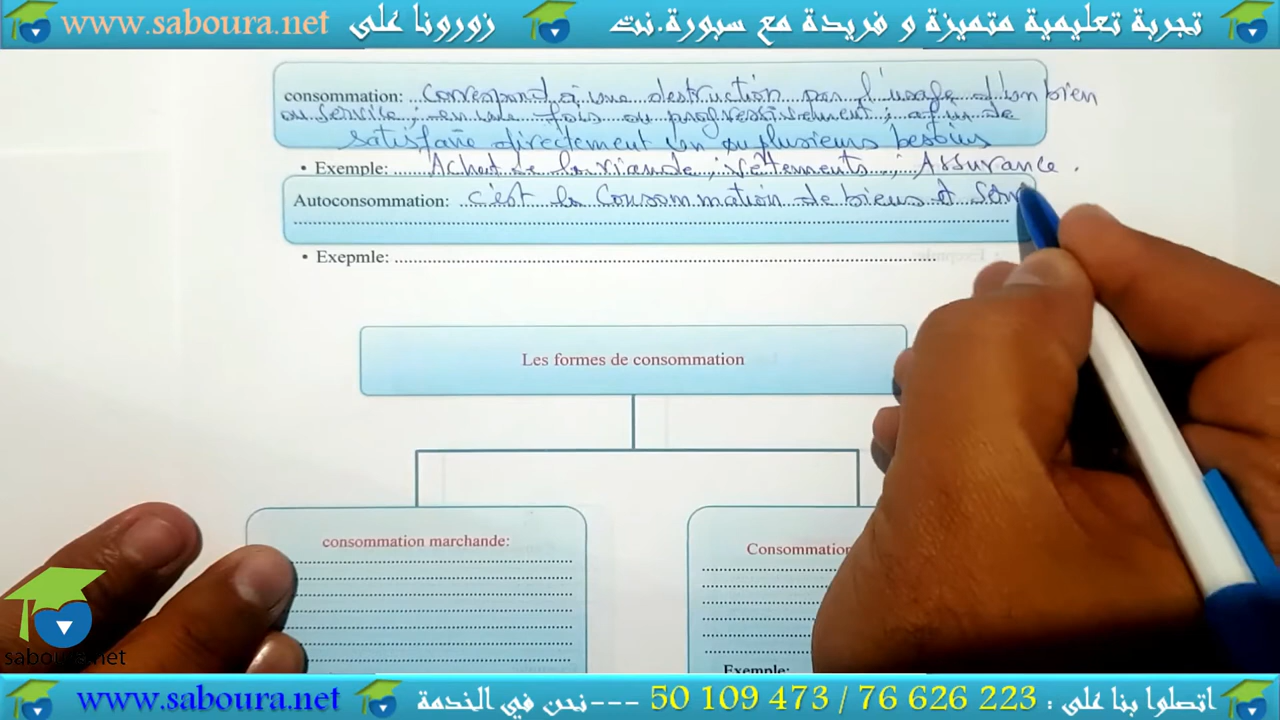 تجربة تعليمية متميزة و فريدة مع سبورة.نت زورونا على www.saboura.net
consommation: correspond à une destruction par l'usage d'un bien
ou service ; en une fois ou progressivement ; afin de
satisfaire directement un ou plusieurs besoins
• Exemple: Achat de la viande ; vêtements ; Assurance .
Autoconsommation: c'est la consommation de biens et Serv
• Exepmle:
Les formes de consommation
consommation marchande:
Consommation
Exemple:
saboura.net
اتصلوا بنا على : 50 109 473 / 76 626 223 ---نحن في الخدمة www.saboura.net